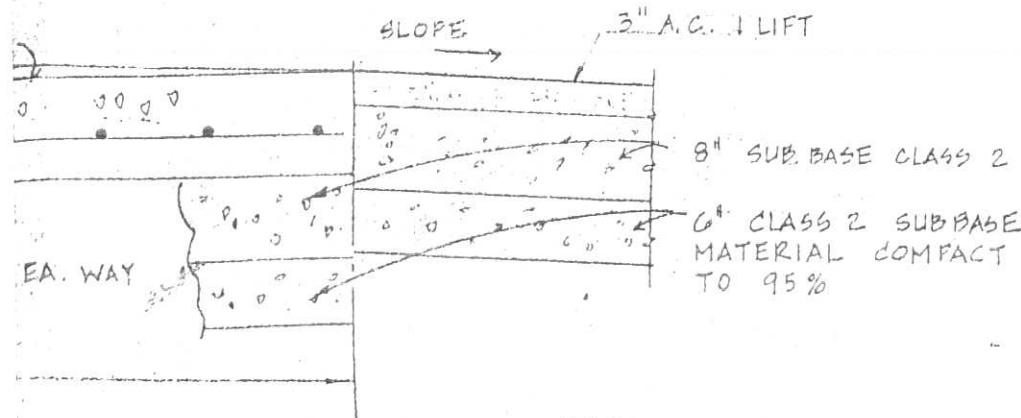 SLOPE
3" A.C. 1 LIFT
8" SUB BASE CLASS 2
6" CLASS 2 SUBBASE
MATERIAL COMPACT
TO 95%
EA. WAY